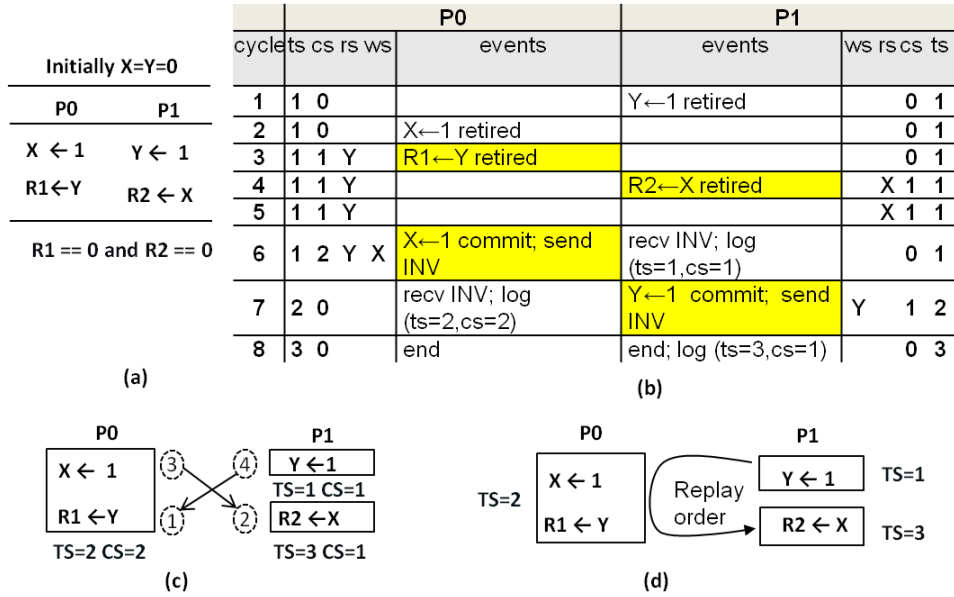 Initially X=Y=0
P0 P1
X ← 1 Y ← 1
R1←Y R2 ← X
R1 == 0 and R2 == 0
(a)
P0 P1
cycle ts cs rs ws events events ws rs cs ts
1 1 0 Y←1 retired 0 1
2 1 0 X←1 retired 0 1
3 1 1 Y R1←Y retired 0 1
4 1 1 Y R2←X retired X 1 1
5 1 1 Y X 1 1
6 1 2 Y X X←1 commit; send INV recv INV; log (ts=1,cs=1) 0 1
7 2 0 recv INV; log (ts=2,cs=2) Y←1 commit; send INV Y 1 2
8 3 0 end end; log (ts=3,cs=1) 0 3
(b)
P0 P1
X ← 1 3 4 Y ←1
TS=1 CS=1
R1 ←Y 1 2 R2 ←X
TS=2 CS=2 TS=3 CS=1
(c)
P0 P1
X ← 1 Y ← 1 TS=1
TS=2 Replay
order
R1 ← Y R2 ← X TS=3
(d)